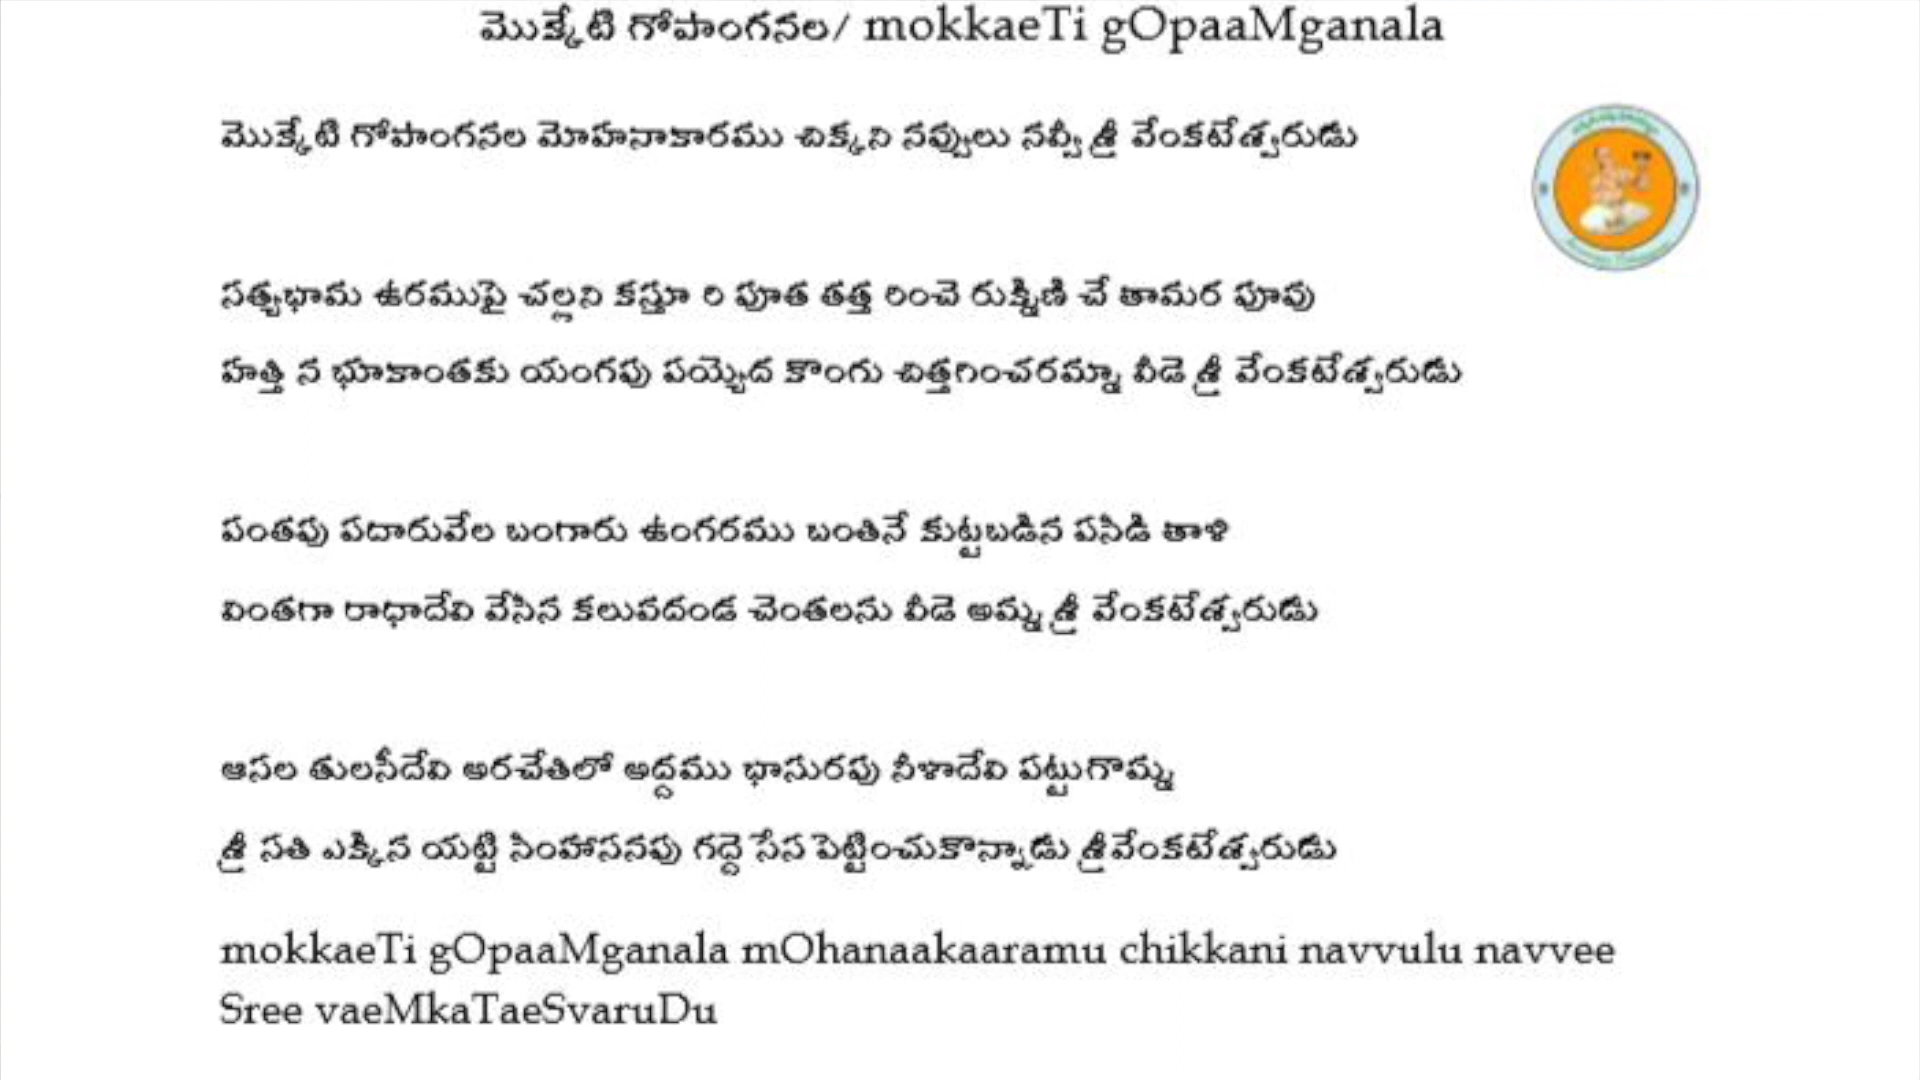 మొక్కేటి గోపాంగనల/ mokkaeTi gOpaaMganala
మొక్కేటి గోపాంగనల మోహనాకారము చిక్కని నవ్వులు నవ్వీ శ్రీ వేంకటేశ్వరుడు
సత్యభామ ఉరముపై చల్లని కస్తూ రి పూత తత్త రించె రుక్మిణి చే తామర పూవు
హత్తి న భూకాంతకు యంగపు పయ్యెద కొంగు చిత్తగించరమ్మా వీడె శ్రీ వేంకటేశ్వరుడు
పంతపు పదారువేల బంగారు ఉంగరము బంతినే కుట్టబడిన పసిడి తాళి
వింతగా రాధాదేవి వేసిన కలువదండ చెంతలను వీడె అమ్మ శ్రీ వేంకటేశ్వరుడు
ఆసల తులసీదేవి అరచేతిలో అద్దము భాసురపు నీళాదేవి పట్టుగొమ్మ
శ్రీ సతి ఎక్కిన యట్టి సింహాసనపు గద్దె సేస పెట్టించుకొన్నాడు శ్రీవేంకటేశ్వరుడు
mokkaeTi gOpaaMganala mOhanaakaaramu chikkani navvulu navvee
Sree vaeMkaTaeSvaruDu